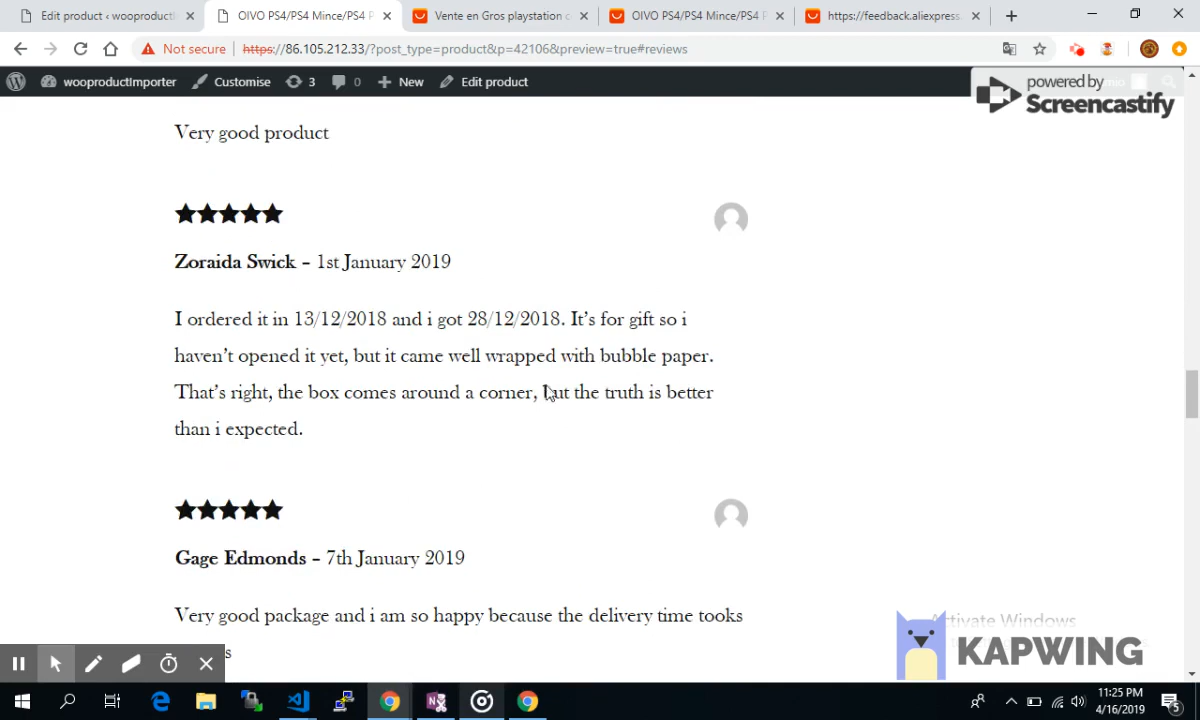 Edit product ‹ wooproductI
OIVO PS4/PS4 Mince/PS4 P
Vente en Gros playstation c
OIVO PS4/PS4 Mince/PS4 P
https://feedback.aliexpress.
Not secure | https://86.105.212.33/?post_type=product&p=42106&preview=true#reviews
wooproductImporter
Customise
3
0
New
Edit product
powered by
Screencastify
Very good product
Zoraida Swick – 1st January 2019
I ordered it in 13/12/2018 and i got 28/12/2018. It’s for gift so i
haven’t opened it yet, but it came well wrapped with bubble paper.
That’s right, the box comes around a corner, but the truth is better
than i expected.
Gage Edmonds – 7th January 2019
Very good package and i am so happy because the delivery time tooks
s
Activate Windows
KAPWING
11:25 PM
4/16/2019
5